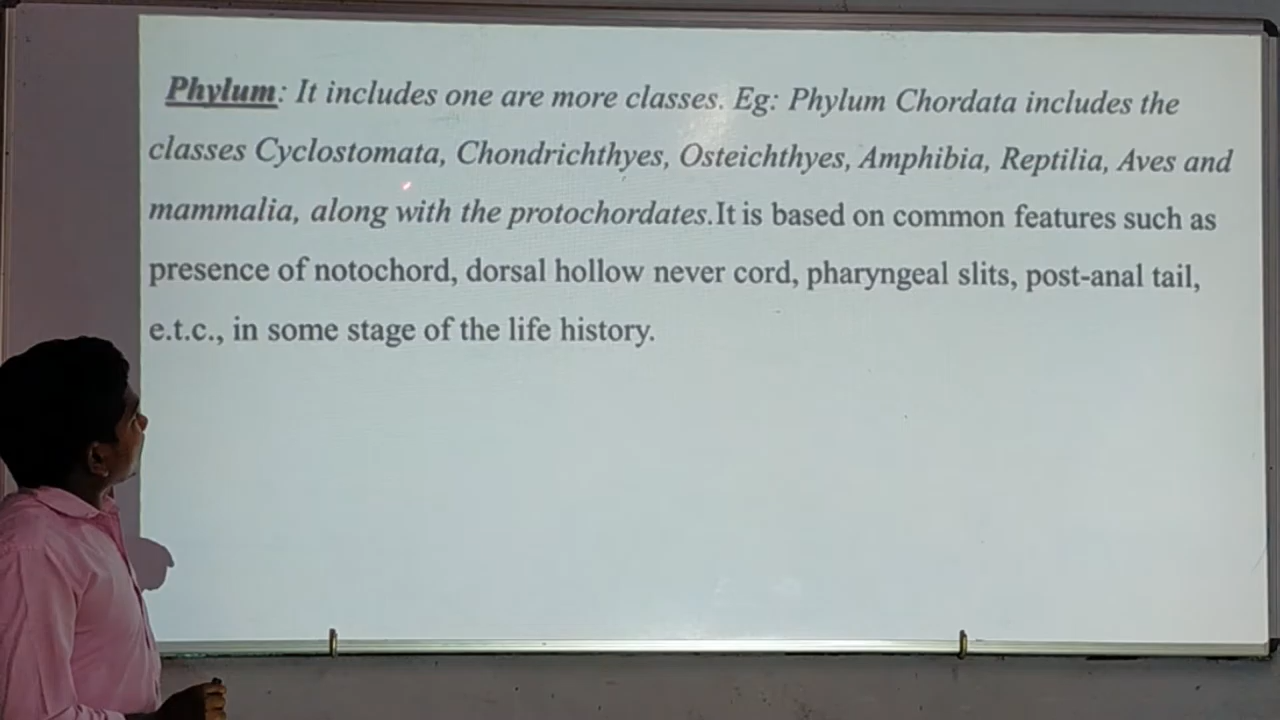 Phylum: It includes one are more classes. Eg: Phylum Chordata includes the
classes Cyclostomata, Chondrichthyes, Osteichthyes, Amphibia, Reptilia, Aves and
mammalia, along with the protochordates.It is based on common features such as
presence of notochord, dorsal hollow never cord, pharyngeal slits, post-anal tail,
e.t.c., in some stage of the life history.